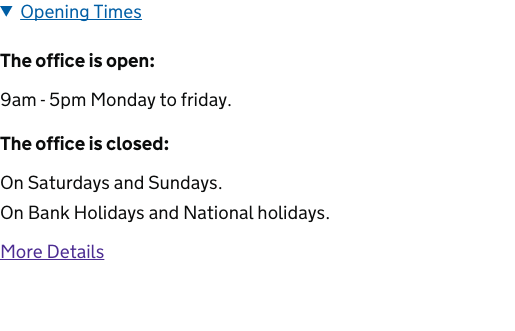 Opening Times
The office is open:
9am - 5pm Monday to friday.
The office is closed:
On Saturdays and Sundays.
On Bank Holidays and National holidays.
More Details